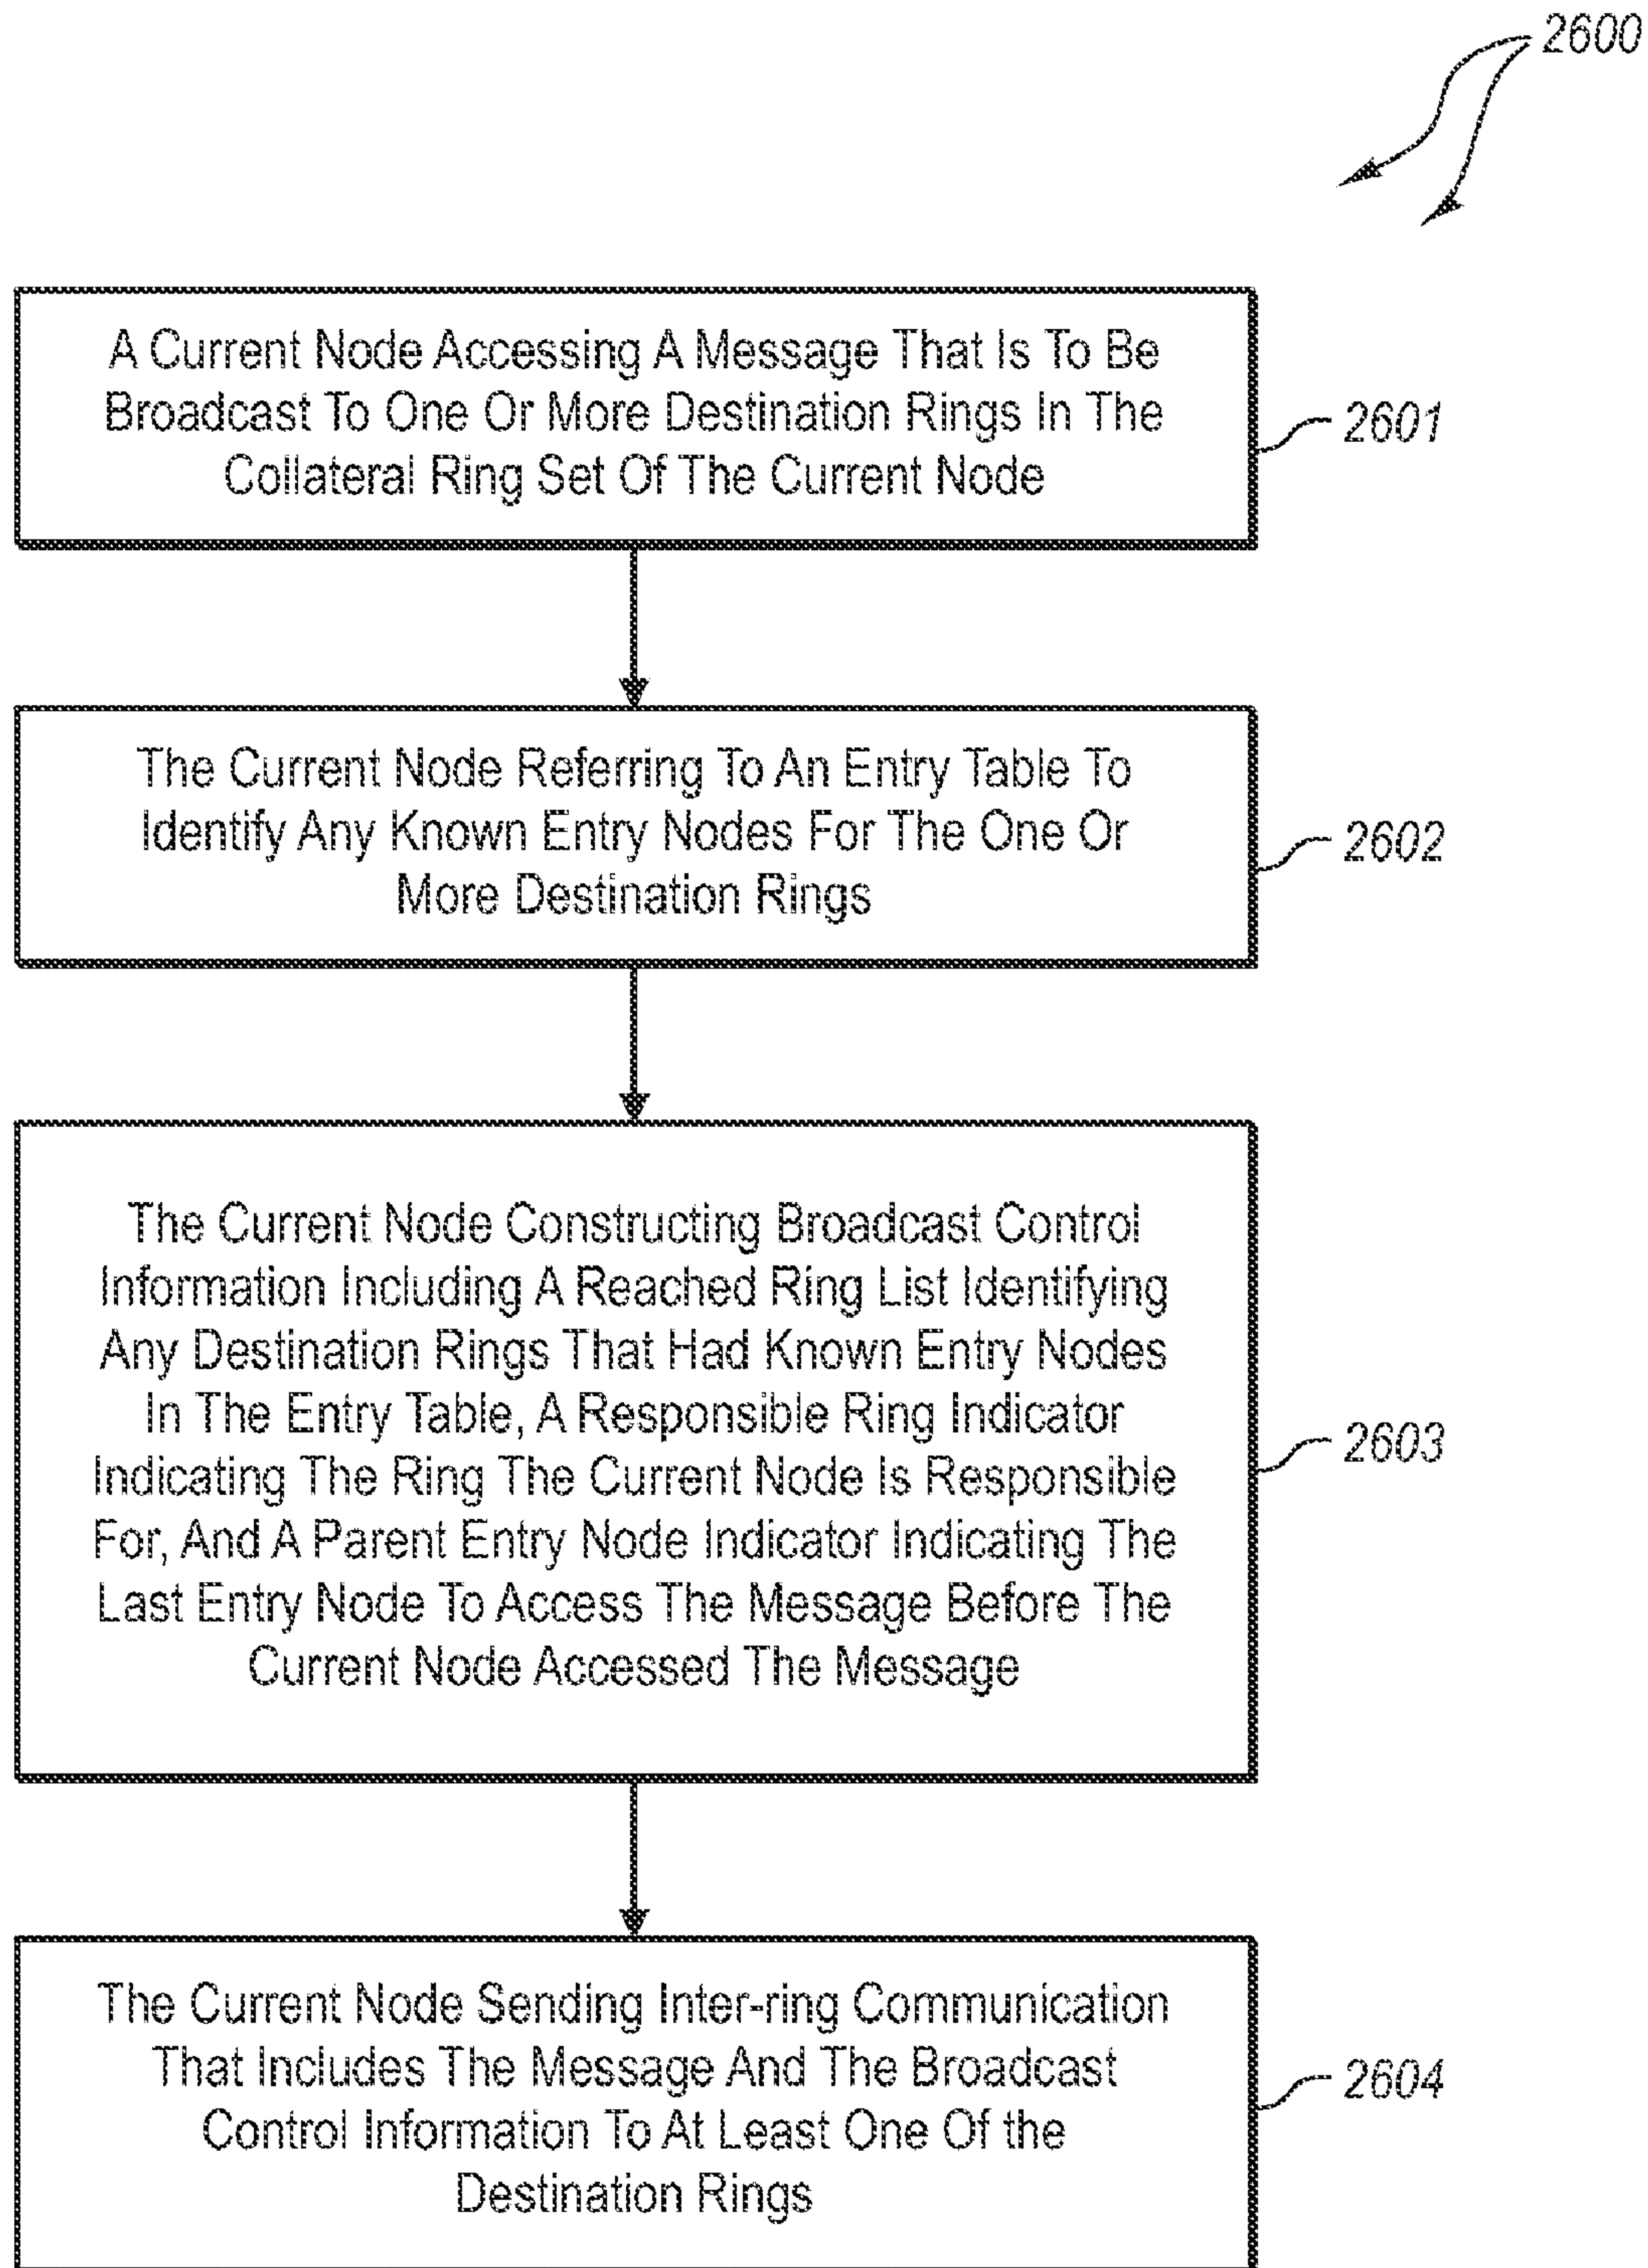 2600
A Current Node Accessing A Message That Is To Be
Broadcast To One Or More Destination Rings In The
Collateral Ring Set Of The Current Node
2601
The Current Node Referring To An Entry Table To
Identify Any Known Entry Nodes For The One Or
More Destination Rings
2602
The Current Node Constructing Broadcast Control
Information Including A Reached Ring List Identifying
Any Destination Rings That Had Known Entry Nodes
In The Entry Table, A Responsible Ring Indicator
Indicating The Ring The Current Node Is Responsible
For, And A Parent Entry Node Indicator Indicating The
Last Entry Node To Access The Message Before The
Current Node Accessed The Message
2603
The Current Node Sending Inter-ring Communication
That Includes The Message And The Broadcast
Control Information To At Least One Of the
Destination Rings
2604